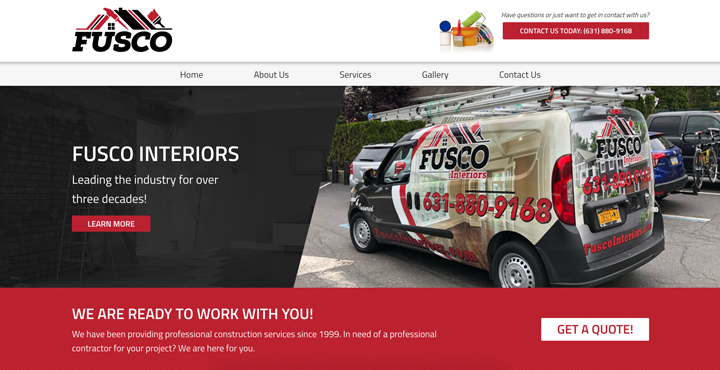 FUSCO
Have questions or just want to get in contact with us?
CONTACT US TODAY: (631) 880-9168
Home
About Us
Services
Gallery
Contact Us
FUSCO INTERIORS
Leading the industry for over
three decades!
LEARN MORE
FUSCO
Interiors
631-880-9168
FuscoInteriors.com
FUSCO
Interiors
631-880-9168
FuscoInteriors.com
WE ARE READY TO WORK WITH YOU!
We have been providing professional construction services since 1999. In need of a professional
contractor for your project? We are here for you.
GET A QUOTE!